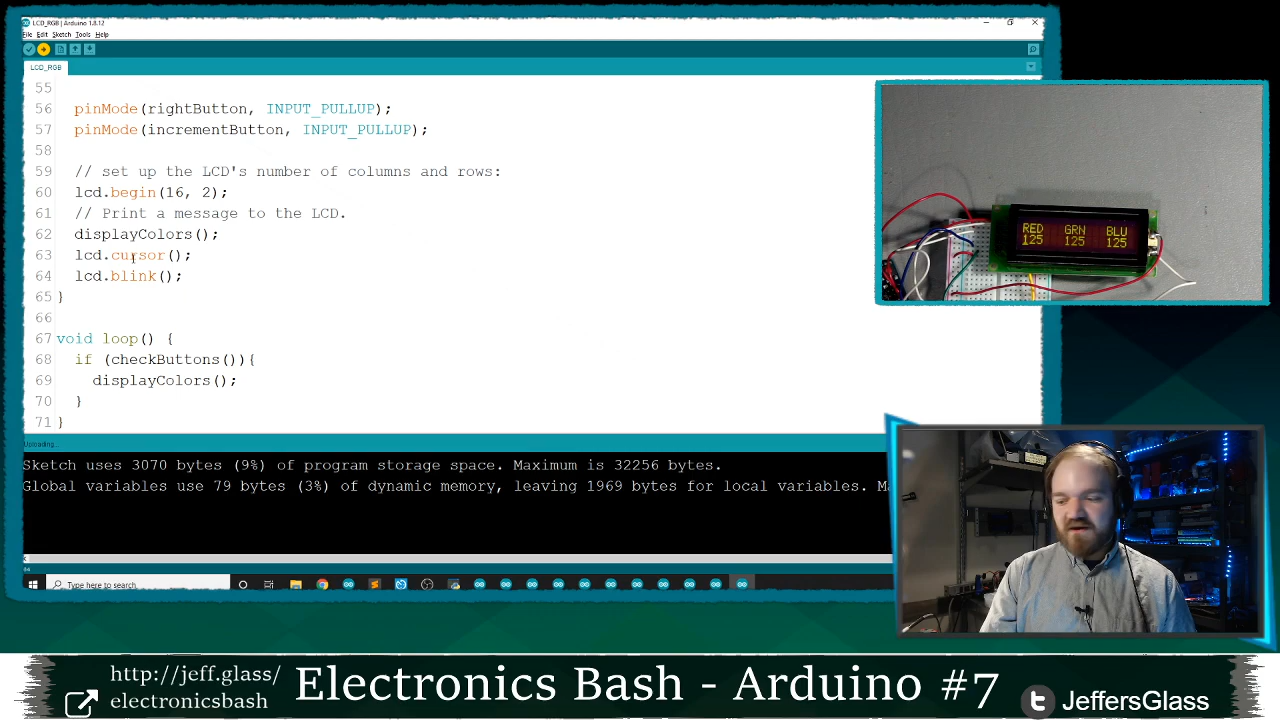 LCD_RGB | Arduino 1.8.12
File Edit Sketch Tools Help
LCD_RGB
55
56 pinMode(rightButton, INPUT_PULLUP);
57 pinMode(incrementButton, INPUT_PULLUP);
58
59 // set up the LCD's number of columns and rows:
60 lcd.begin(16, 2);
61 // Print a message to the LCD.
62 displayColors();
63 lcd.cursor();
64 lcd.blink();
65 }
66
67 void loop() {
68 if (checkButtons()){
69 displayColors();
70 }
71 }
Uploading...
Sketch uses 3070 bytes (9%) of program storage space. Maximum is 32256 bytes.
Global variables use 79 bytes (3%) of dynamic memory, leaving 1969 bytes for local variables.
Type here to search
RED GRN BLU
125 125 125
http://jeff.glass/
electronicsbash
Electronics Bash - Arduino #7
JeffersGlass